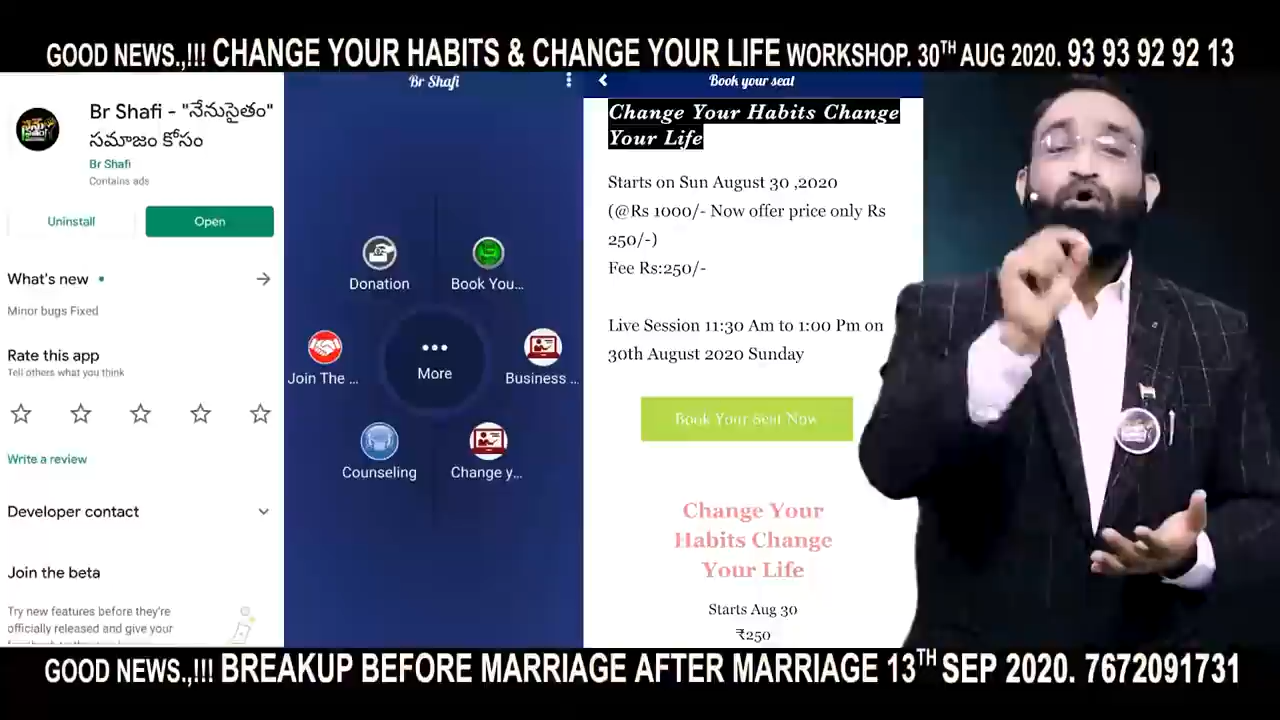 GOOD NEWS.,!!! CHANGE YOUR HABITS & CHANGE YOUR LIFE WORKSHOP. 30TH AUG 2020. 93 93 92 92 13
Br Shafi - "నేనుసైతం"
సమాజం కోసం
Br Shafi
Contains ads
Uninstall
Open
What's new
Minor bugs Fixed
Rate this app
Tell others what you think
Write a review
Developer contact
Join the beta
Try new features before they're
officially released and give your
Br Shafi
Donation
Book You...
Join The ...
More
Business ...
Counseling
Change y...
Book your seat
Change Your Habits Change
Your Life
Starts on Sun August 30 ,2020
(@Rs 1000/- Now offer price only Rs
250/-)
Fee Rs:250/-
Live Session 11:30 Am to 1:00 Pm on
30th August 2020 Sunday
Book Your Seat Now
Change Your
Habits Change
Your Life
Starts Aug 30
₹250
GOOD NEWS.,!!! BREAKUP BEFORE MARRIAGE AFTER MARRIAGE 13TH SEP 2020. 7672091731